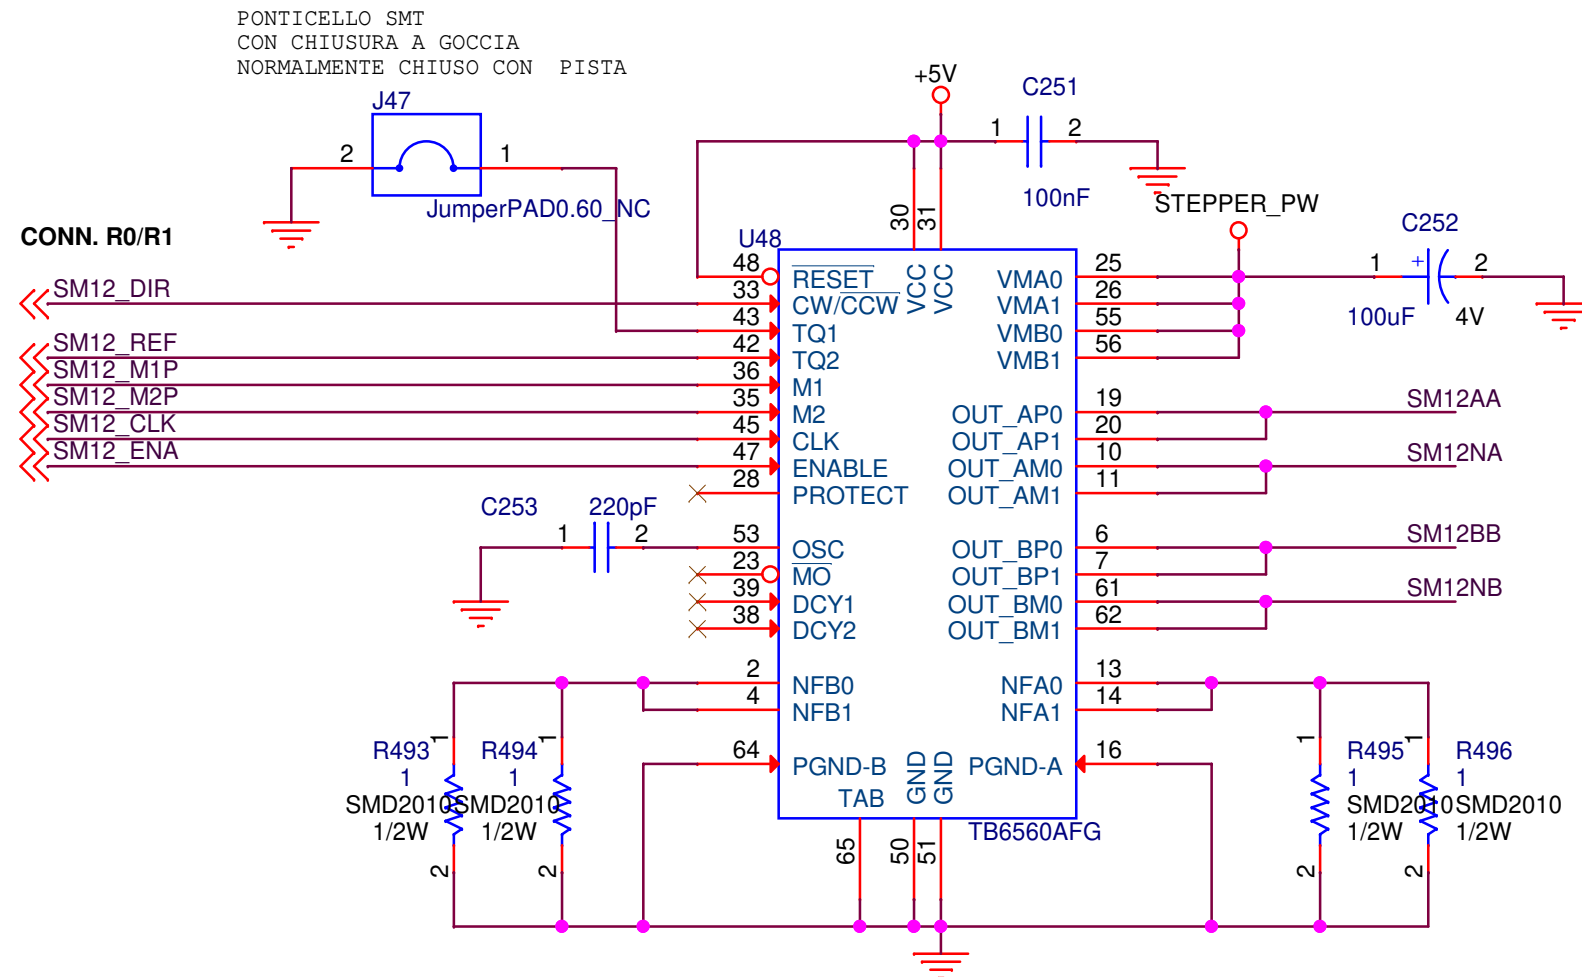 PONTICELLO SMT
CON CHIUSURA A GOCCIA
NORMALMENTE CHIUSO CON  PISTA
J47
2
1
JumperPAD0.60_NC
+5V
C251
1
2
100nF
30
31
STEPPER_PW
C252
1
+
2
100uF
4V
CONN. R0/R1
U48
SM12_DIR
SM12_REF
SM12_M1P
SM12_M2P
SM12_CLK
SM12_ENA
48
RESET
33
CW/CCW
43
TQ1
42
TQ2
36
M1
35
M2
45
CLK
47
ENABLE
28
PROTECT
C253
220pF
1
2
53
OSC
23
MO
39
DCY1
38
DCY2
2
NFB0
4
NFB1
64
PGND-B
VCC
VCC
VMA0
25
VMA1
26
VMB0
55
VMB1
56
OUT_AP0
19
SM12AA
OUT_AP1
20
OUT_AM0
10
SM12NA
OUT_AM1
11
OUT_BP0
6
SM12BB
OUT_BP1
7
OUT_BM0
61
SM12NB
OUT_BM1
62
NFA0
13
NFA1
14
PGND-A
16
TAB
GND
GND
TB6560AFG
65
50
51
R493
1
SMD2010
1/2W
1
2
R494
1
SMD2010
1/2W
1
2
R495
1
SMD2010
1/2W
1
2
R496
1
SMD2010
1/2W
1
2